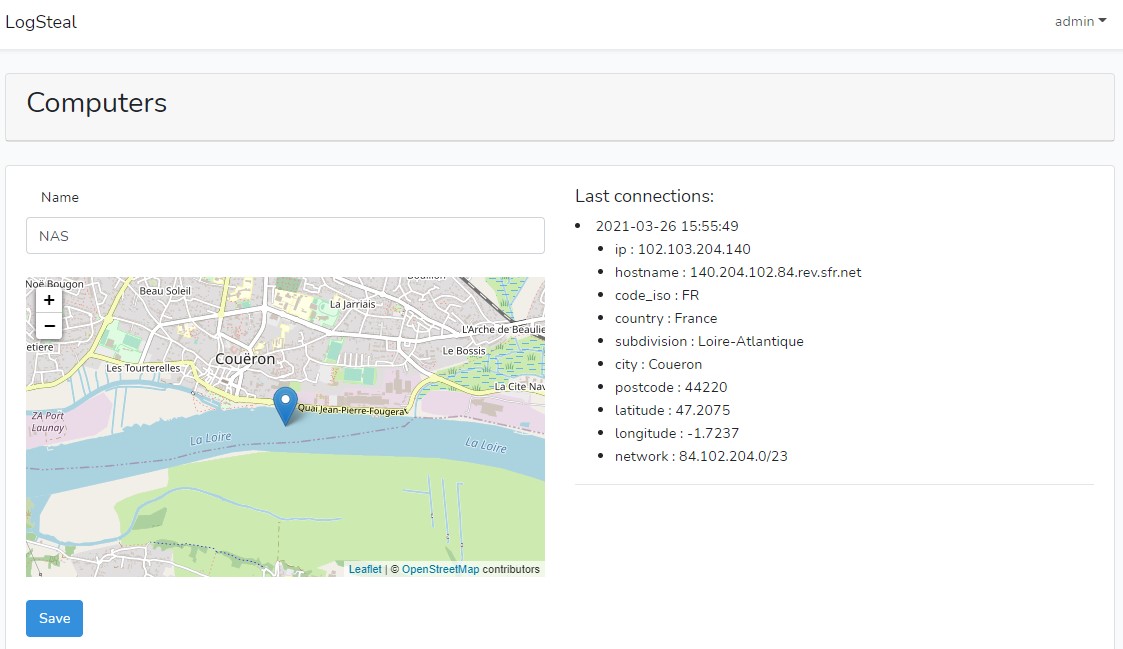 LogSteal
admin
Computers
Name
NAS
Noë Bougon
Beau Soleil
La Jarriais
L'Arche de Beaulie
Le Bossis
etiere
Couëron
Les Tourterelles
La Cite Nav
Quai Jean-Pierre-Fougerat
ZA Port
Launay
La Loire
La Loire
+
−
Leaflet | © OpenStreetMap contributors
Save
Last connections:
2021-03-26 15:55:49
ip : 102.103.204.140
hostname : 140.204.102.84.rev.sfr.net
code_iso : FR
country : France
subdivision : Loire-Atlantique
city : Coueron
postcode : 44220
latitude : 47.2075
longitude : -1.7237
network : 84.102.204.0/23